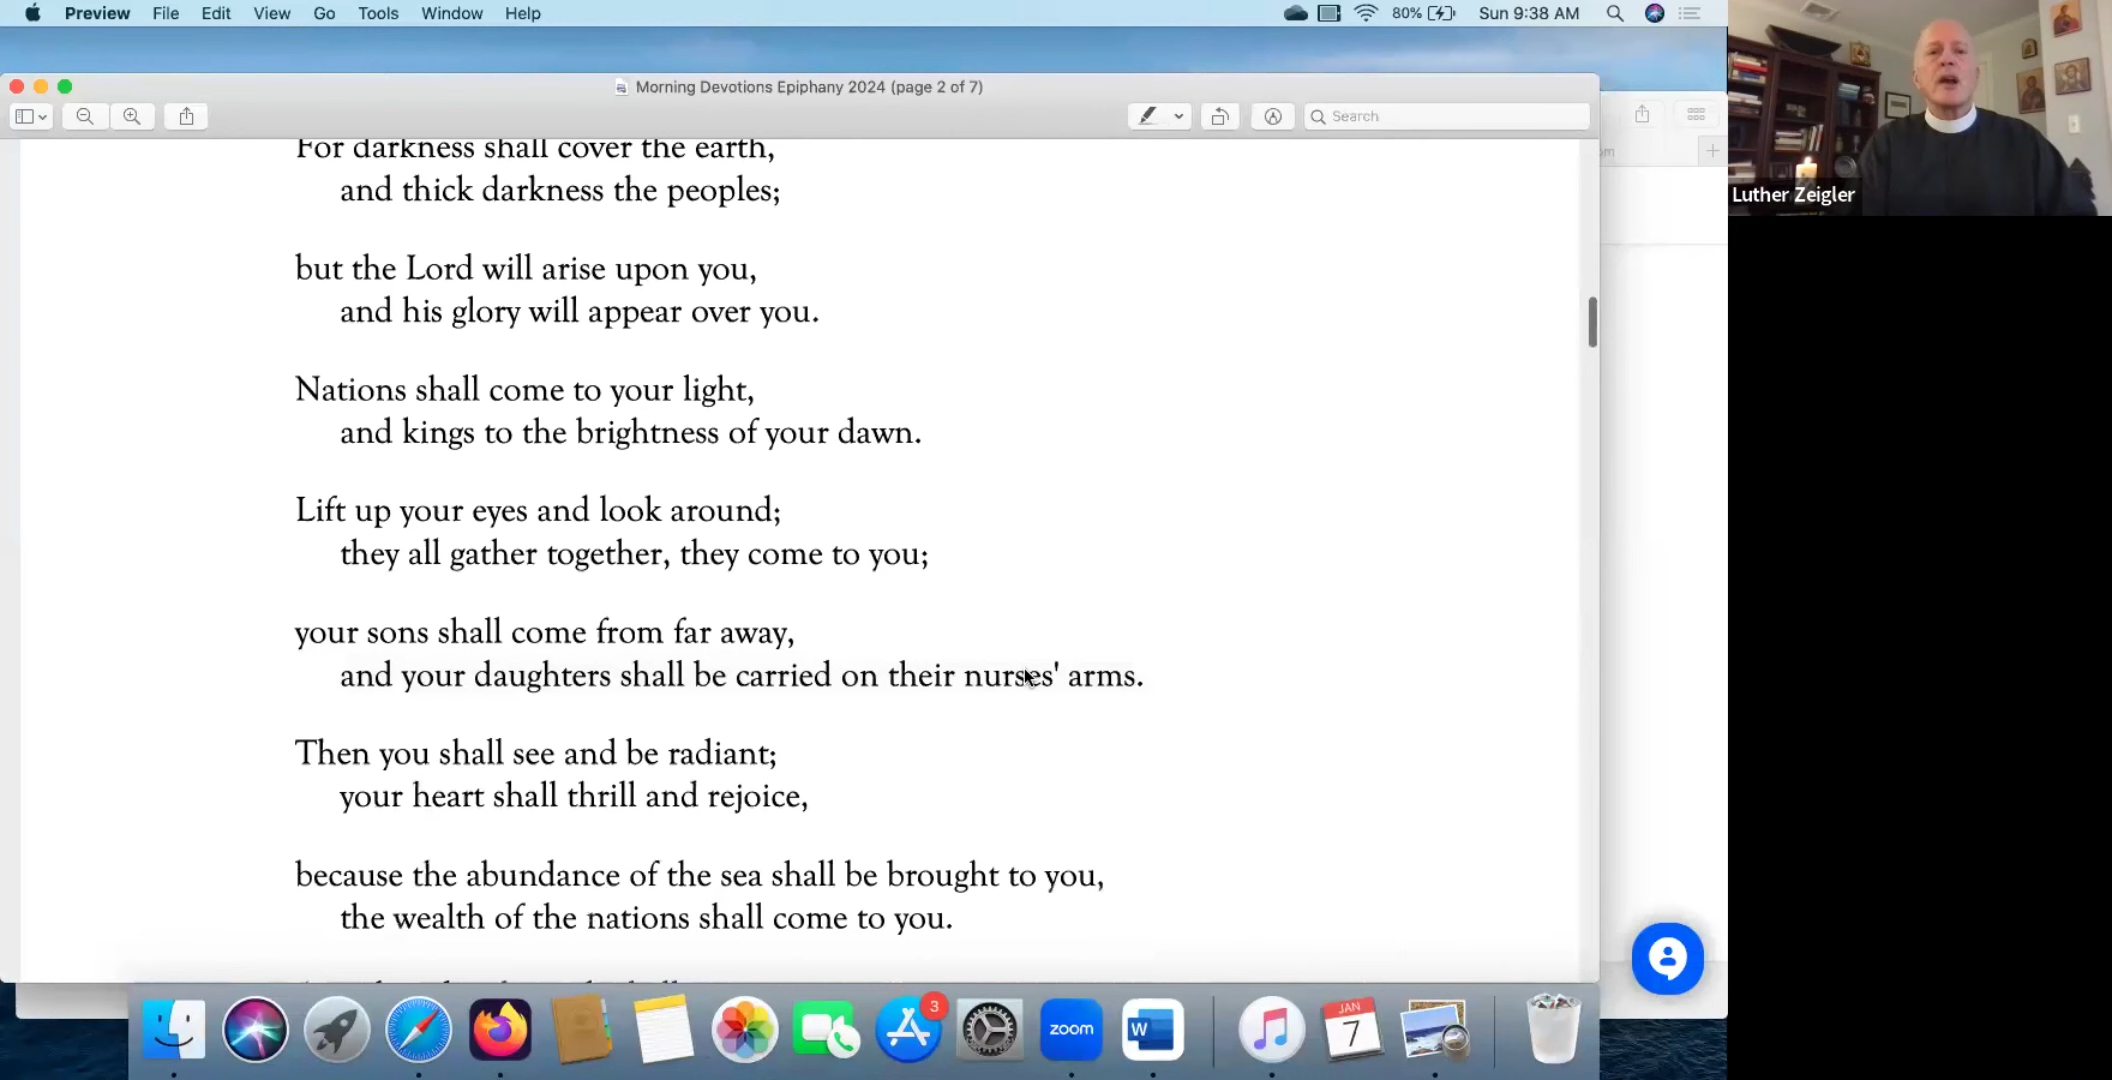 Preview File Edit View Go Tools Window Help 80% Sun 9:38 AM
Morning Devotions Epiphany 2024 (page 2 of 7)
Search
For darkness shall cover the earth,
and thick darkness the peoples;
but the Lord will arise upon you,
and his glory will appear over you.
Nations shall come to your light,
and kings to the brightness of your dawn.
Lift up your eyes and look around;
they all gather together, they come to you;
your sons shall come from far away,
and your daughters shall be carried on their nurses' arms.
Then you shall see and be radiant;
your heart shall thrill and rejoice,
because the abundance of the sea shall be brought to you,
the wealth of the nations shall come to you.
Luther Zeigler
3
zoom
W
JAN
7